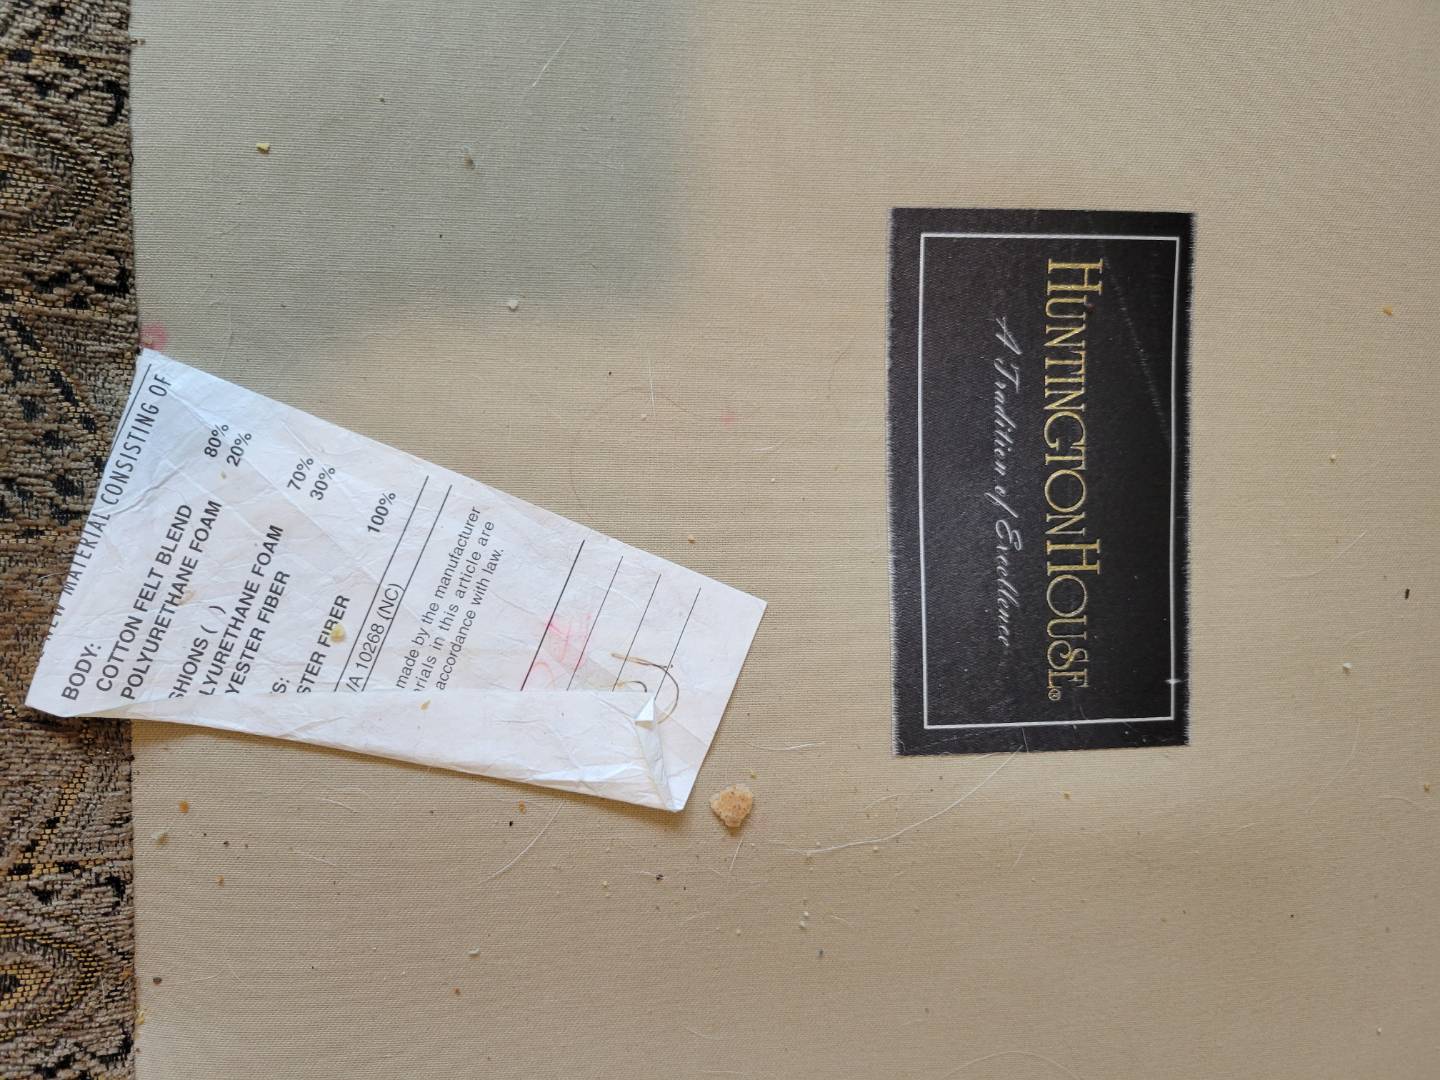 NEW MATERIAL CONSISTING OF
BODY:
COTTON FELT BLEND 80%
POLYURETHANE FOAM 20%
SHIONS ( )
LYURETHANE FOAM 70%
YESTER FIBER 30%
S:
STER FIBER 100%
VA 10268 (NC)
made by the manufacturer
rials in this article are
accordance with law.
HUNTINGTON HOUSE®
A Tradition of Excellence